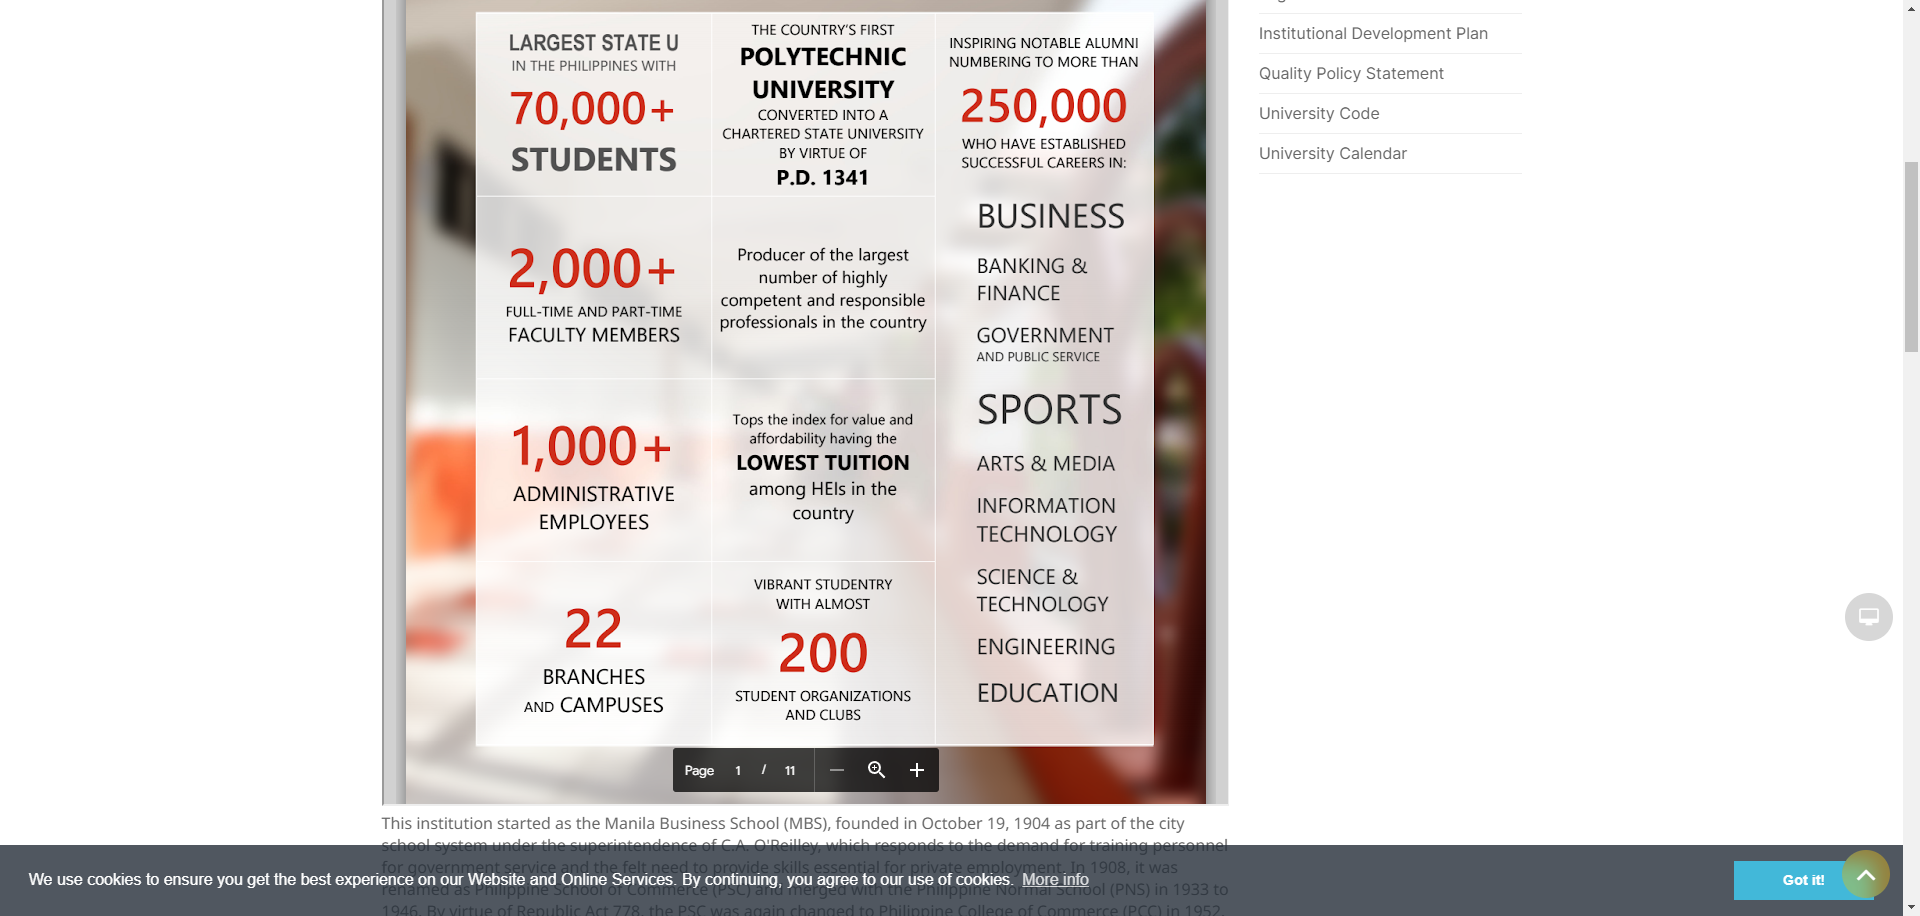 LARGEST STATE U
IN THE PHILIPPINES WITH
70,000+
STUDENTS
THE COUNTRY'S FIRST
POLYTECHNIC
UNIVERSITY
CONVERTED INTO A
CHARTERED STATE UNIVERSITY
BY VIRTUE OF
P.D. 1341
INSPIRING NOTABLE ALUMNI
NUMBERING TO MORE THAN
250,000
WHO HAVE ESTABLISHED
SUCCESSFUL CAREERS IN:
BUSINESS
BANKING &
FINANCE
GOVERNMENT
AND PUBLIC SERVICE
SPORTS
ARTS & MEDIA
INFORMATION
TECHNOLOGY
SCIENCE &
TECHNOLOGY
ENGINEERING
EDUCATION
2,000+
FULL-TIME AND PART-TIME
FACULTY MEMBERS
Producer of the largest
number of highly
competent and responsible
professionals in the country
1,000+
ADMINISTRATIVE
EMPLOYEES
Tops the index for value and
affordability having the
LOWEST TUITION
among HEIs in the
country
22
BRANCHES
AND CAMPUSES
VIBRANT STUDENTRY
WITH ALMOST
200
STUDENT ORGANIZATIONS
AND CLUBS
Page 1 / 11
Institutional Development Plan
Quality Policy Statement
University Code
University Calendar
This institution started as the Manila Business School (MBS), founded in October 19, 1904 as part of the city
school system under the superintendence of C.A. O'Reilley, which responds to the demand for training personnel
for government service and the felt need to provide skills essential for private employment. In 1908, it was
renamed as Philippine School of Commerce (PSC) and merged with the Philippine Normal School (PNS) in 1933 to
1946. By virtue of Republic Act 778, the PSC was again changed to Philippine College of Commerce (PCC) in 1952.
We use cookies to ensure you get the best experience on our Website and Online Services. By continuing, you agree to our use of cookies. More info
Got it!